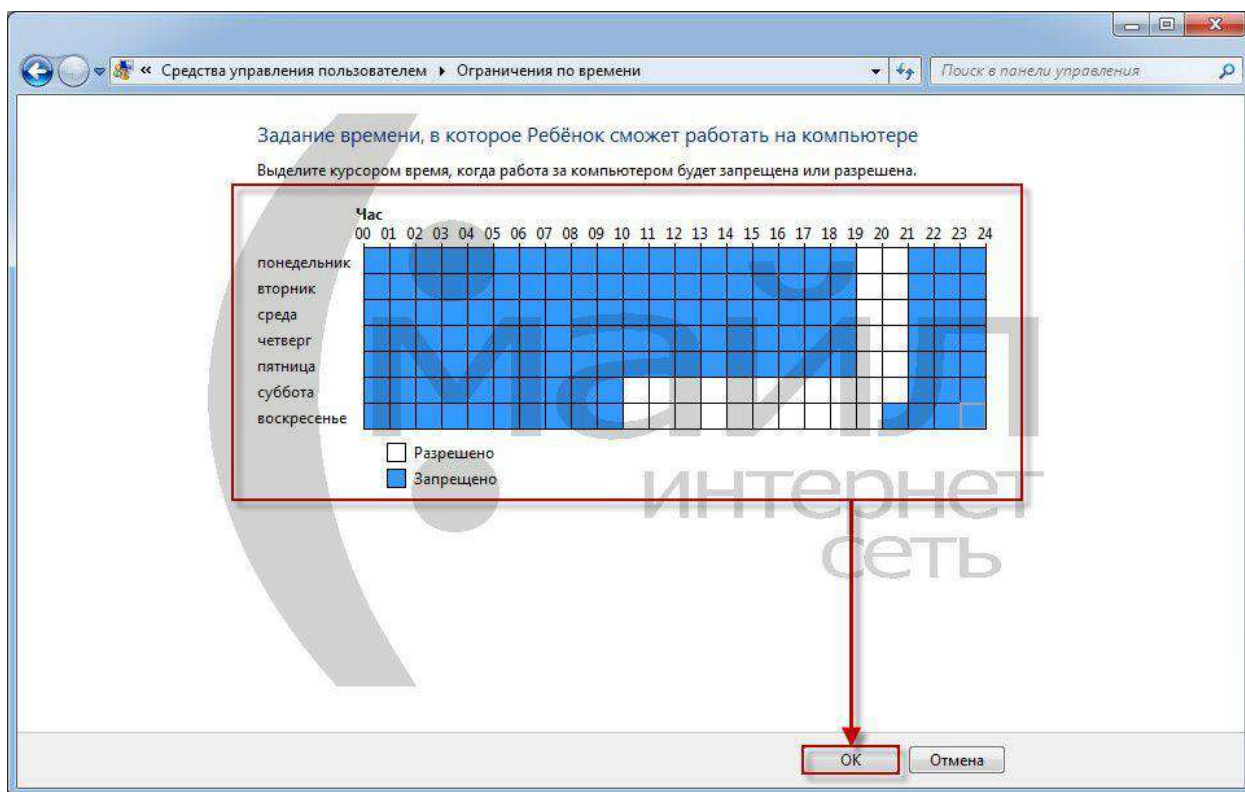 « Средства управления пользователем ▸ Ограничения по времени
Поиск в панели управления
Задание времени, в которое Ребёнок сможет работать на компьютере
Выделите курсором время, когда работа за компьютером будет запрещена или разрешена.
Час
00 01 02 03 04 05 06 07 08 09 10 11 12 13 14 15 16 17 18 19 20 21 22 23 24
понедельник
вторник
среда
четверг
пятница
суббота
воскресенье
Разрешено
Запрещено
майл
интернет
сеть
ОК
Отмена